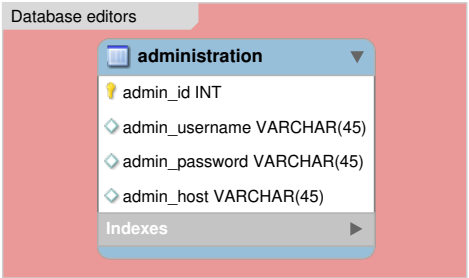 Database editors
administration
admin_id INT
admin_username VARCHAR(45)
admin_password VARCHAR(45)
admin_host VARCHAR(45)
Indexes